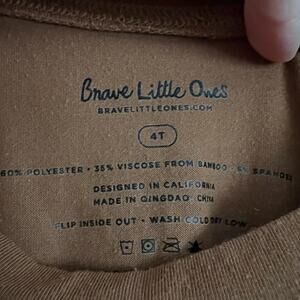 Brave Little Ones
BRAVELITTLEONES.COM
4T
60% POLYESTER • 35% VISCOSE FROM BAMBOO • 5% SPANDEX
DESIGNED IN CALIFORNIA
MADE IN QINGDAO, CHINA
FLIP INSIDE OUT • WASH COLD DRY LOW